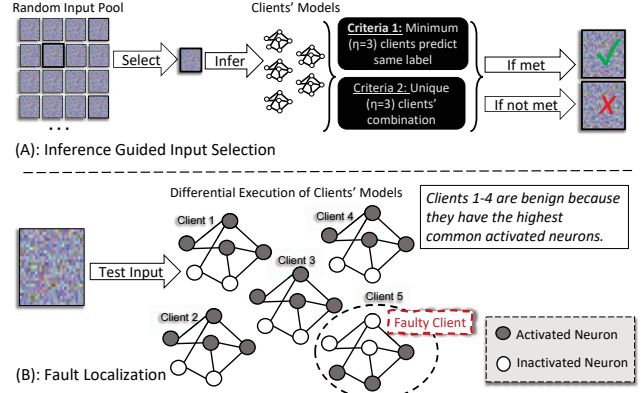 Random Input Pool
Clients' Models
Select
Infer
Criteria 1: Minimum
(η=3) clients predict
same label
Criteria 2: Unique
(η=3) clients'
combination
If met
If not met
...
(A): Inference Guided Input Selection
Differential Execution of Clients' Models
Clients 1-4 are benign because
they have the highest
common activated neurons.
Client 1
Client 4
Test Input
Client 3
Client 2
Client 5
Faulty Client
Activated Neuron
Inactivated Neuron
(B): Fault Localization